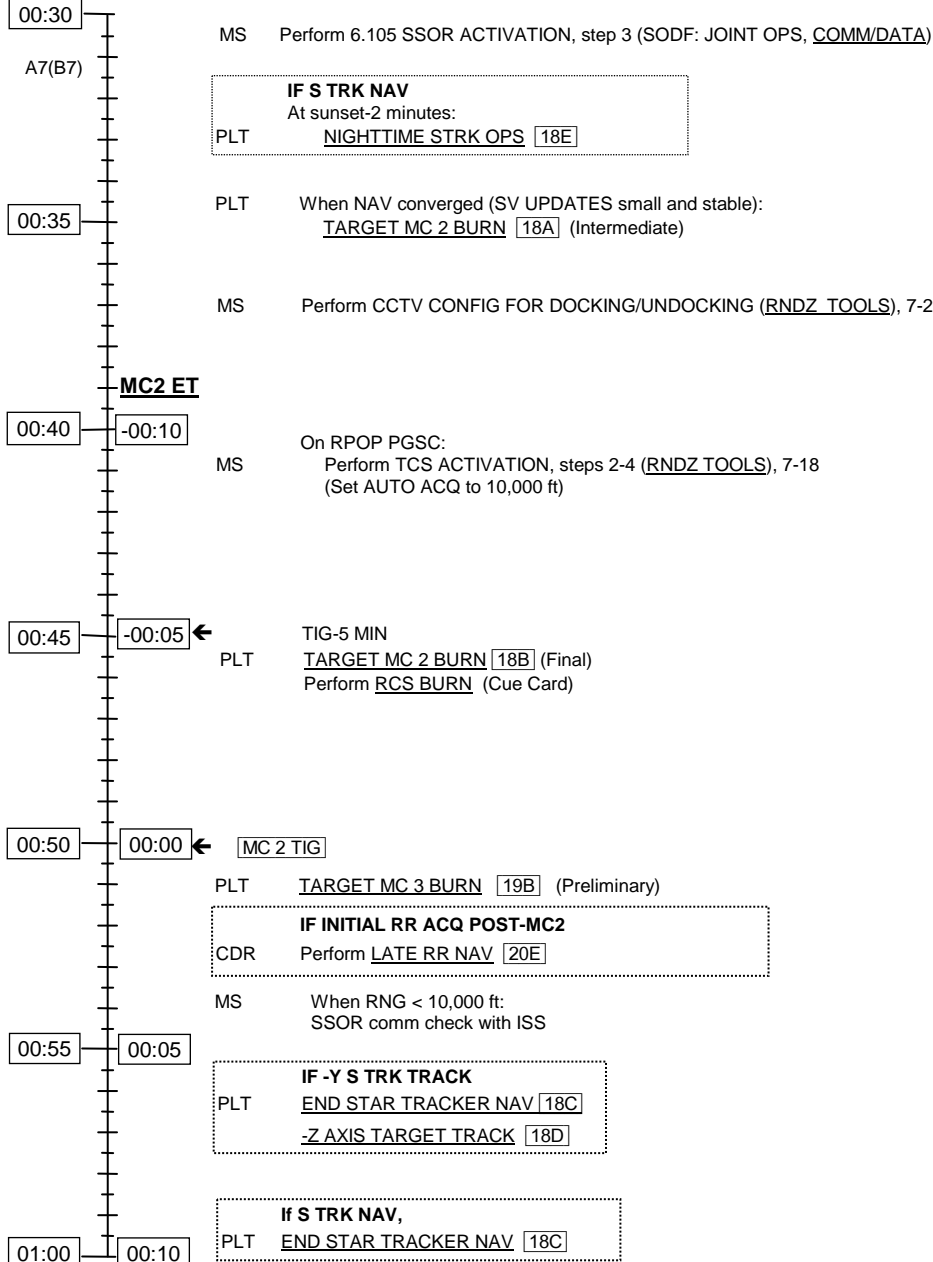 00:30
MS Perform 6.105 SSOR ACTIVATION, step 3 (SODF: JOINT OPS, COMM/DATA)
A7(B7)
IF S TRK NAV
At sunset-2 minutes:
PLT NIGHTTIME STRK OPS 18E
PLT When NAV converged (SV UPDATES small and stable):
00:35
TARGET MC 2 BURN 18A (Intermediate)
MS Perform CCTV CONFIG FOR DOCKING/UNDOCKING (RNDZ TOOLS), 7-2
MC2 ET
00:40 -00:10
On RPOP PGSC:
MS Perform TCS ACTIVATION, steps 2-4 (RNDZ TOOLS), 7-18
(Set AUTO ACQ to 10,000 ft)
00:45 -00:05 ← TIG-5 MIN
PLT TARGET MC 2 BURN 18B (Final)
Perform RCS BURN (Cue Card)
00:50 00:00 ← MC 2 TIG
PLT TARGET MC 3 BURN 19B (Preliminary)
IF INITIAL RR ACQ POST-MC2
CDR Perform LATE RR NAV 20E
MS When RNG < 10,000 ft:
SSOR comm check with ISS
00:55 00:05
IF -Y S TRK TRACK
PLT END STAR TRACKER NAV 18C
-Z AXIS TARGET TRACK 18D
If S TRK NAV,
PLT END STAR TRACKER NAV 18C
01:00 00:10